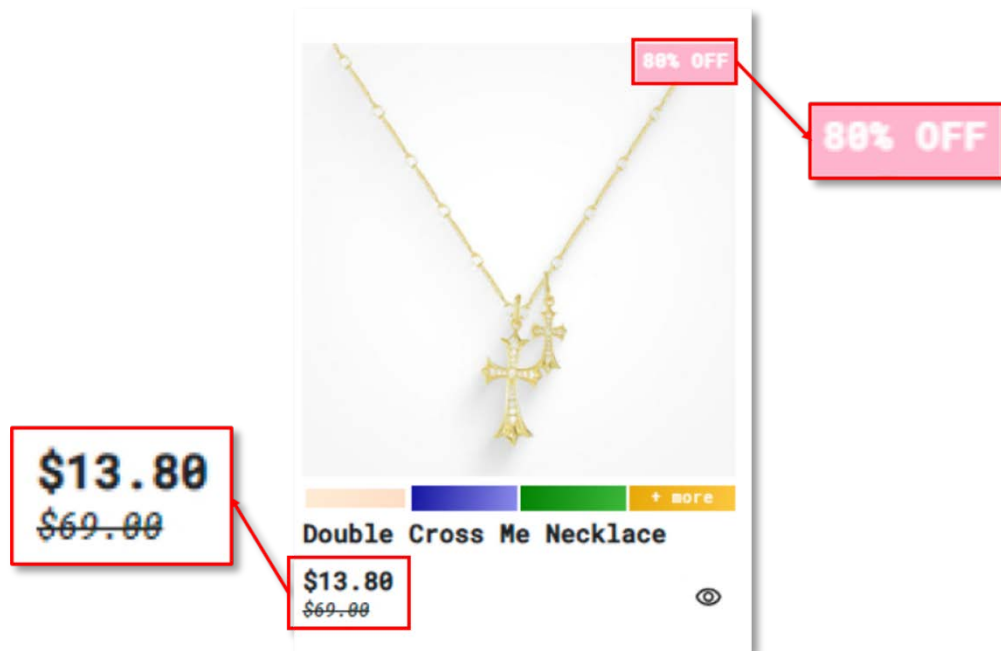 80% OFF
80% OFF
+ more
Double Cross Me Necklace
$13.80
$69.00
$13.80
$69.00